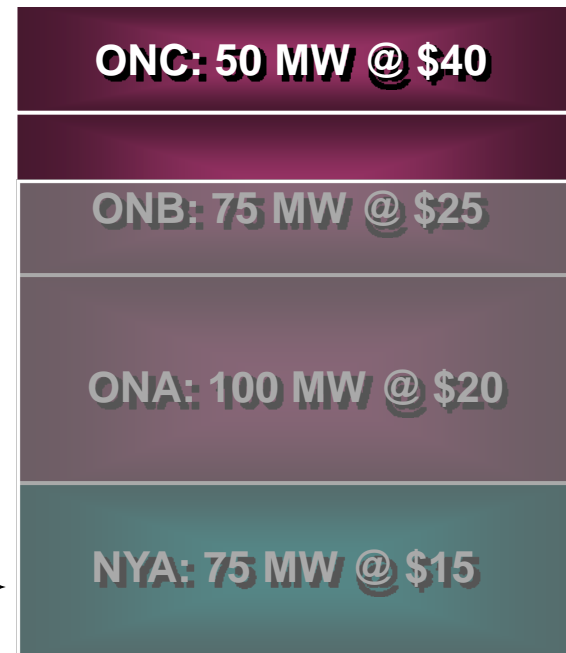 ONC: 50 MW @ $40
ONB: 75 MW @ $25
ONA: 100 MW @ $20
NYA: 75 MW @ $15